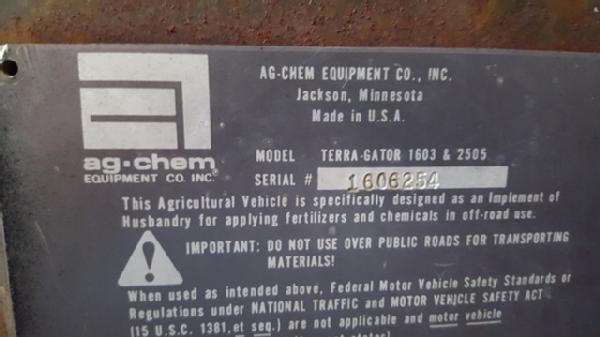 AG-CHEM EQUIPMENT CO., INC.
Jackson, Minnesota
Made in U.S.A.
ag-chem
EQUIPMENT CO. INC.
MODEL TERRA-GATOR 1603 & 2505
SERIAL # 1606254
This Agricultural Vehicle is specifically designed as an Implement of
Husbandry for applying fertilizers and chemicals in off-road use.
IMPORTANT: DO NOT USE OVER PUBLIC ROADS FOR TRANSPORTING
MATERIALS!
When used as intended above, Federal Motor Vehicle Safety Standards or
Regulations under NATIONAL TRAFFIC and MOTOR VEHICLE SAFETY ACT
(15 U.S.C. 1381, et seq.) are not applicable and motor vehicle